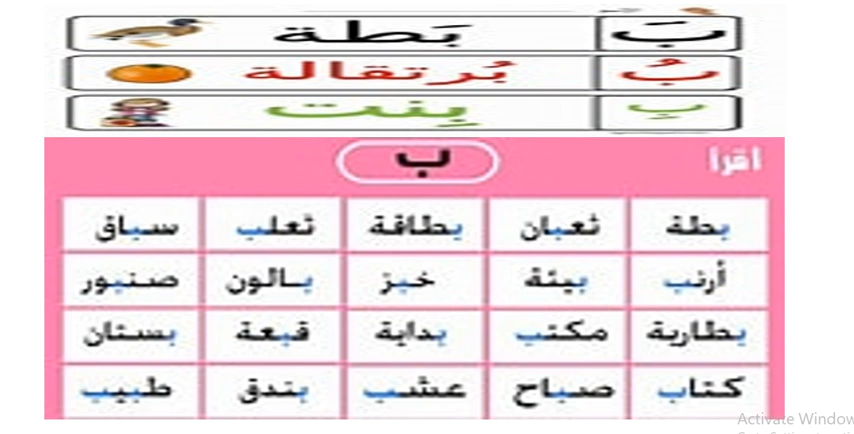 بَ بَطة
بُ بُرتقالة
بِ بِنت
اقرأ ب
بطة ثعبان بطاقة ثعلب سباق
أرنب بيئة خبز بالون صنبور
بطارية مكتب بداية قبعة بستان
كتاب صباح عشب بندق طبيب
Activate Window